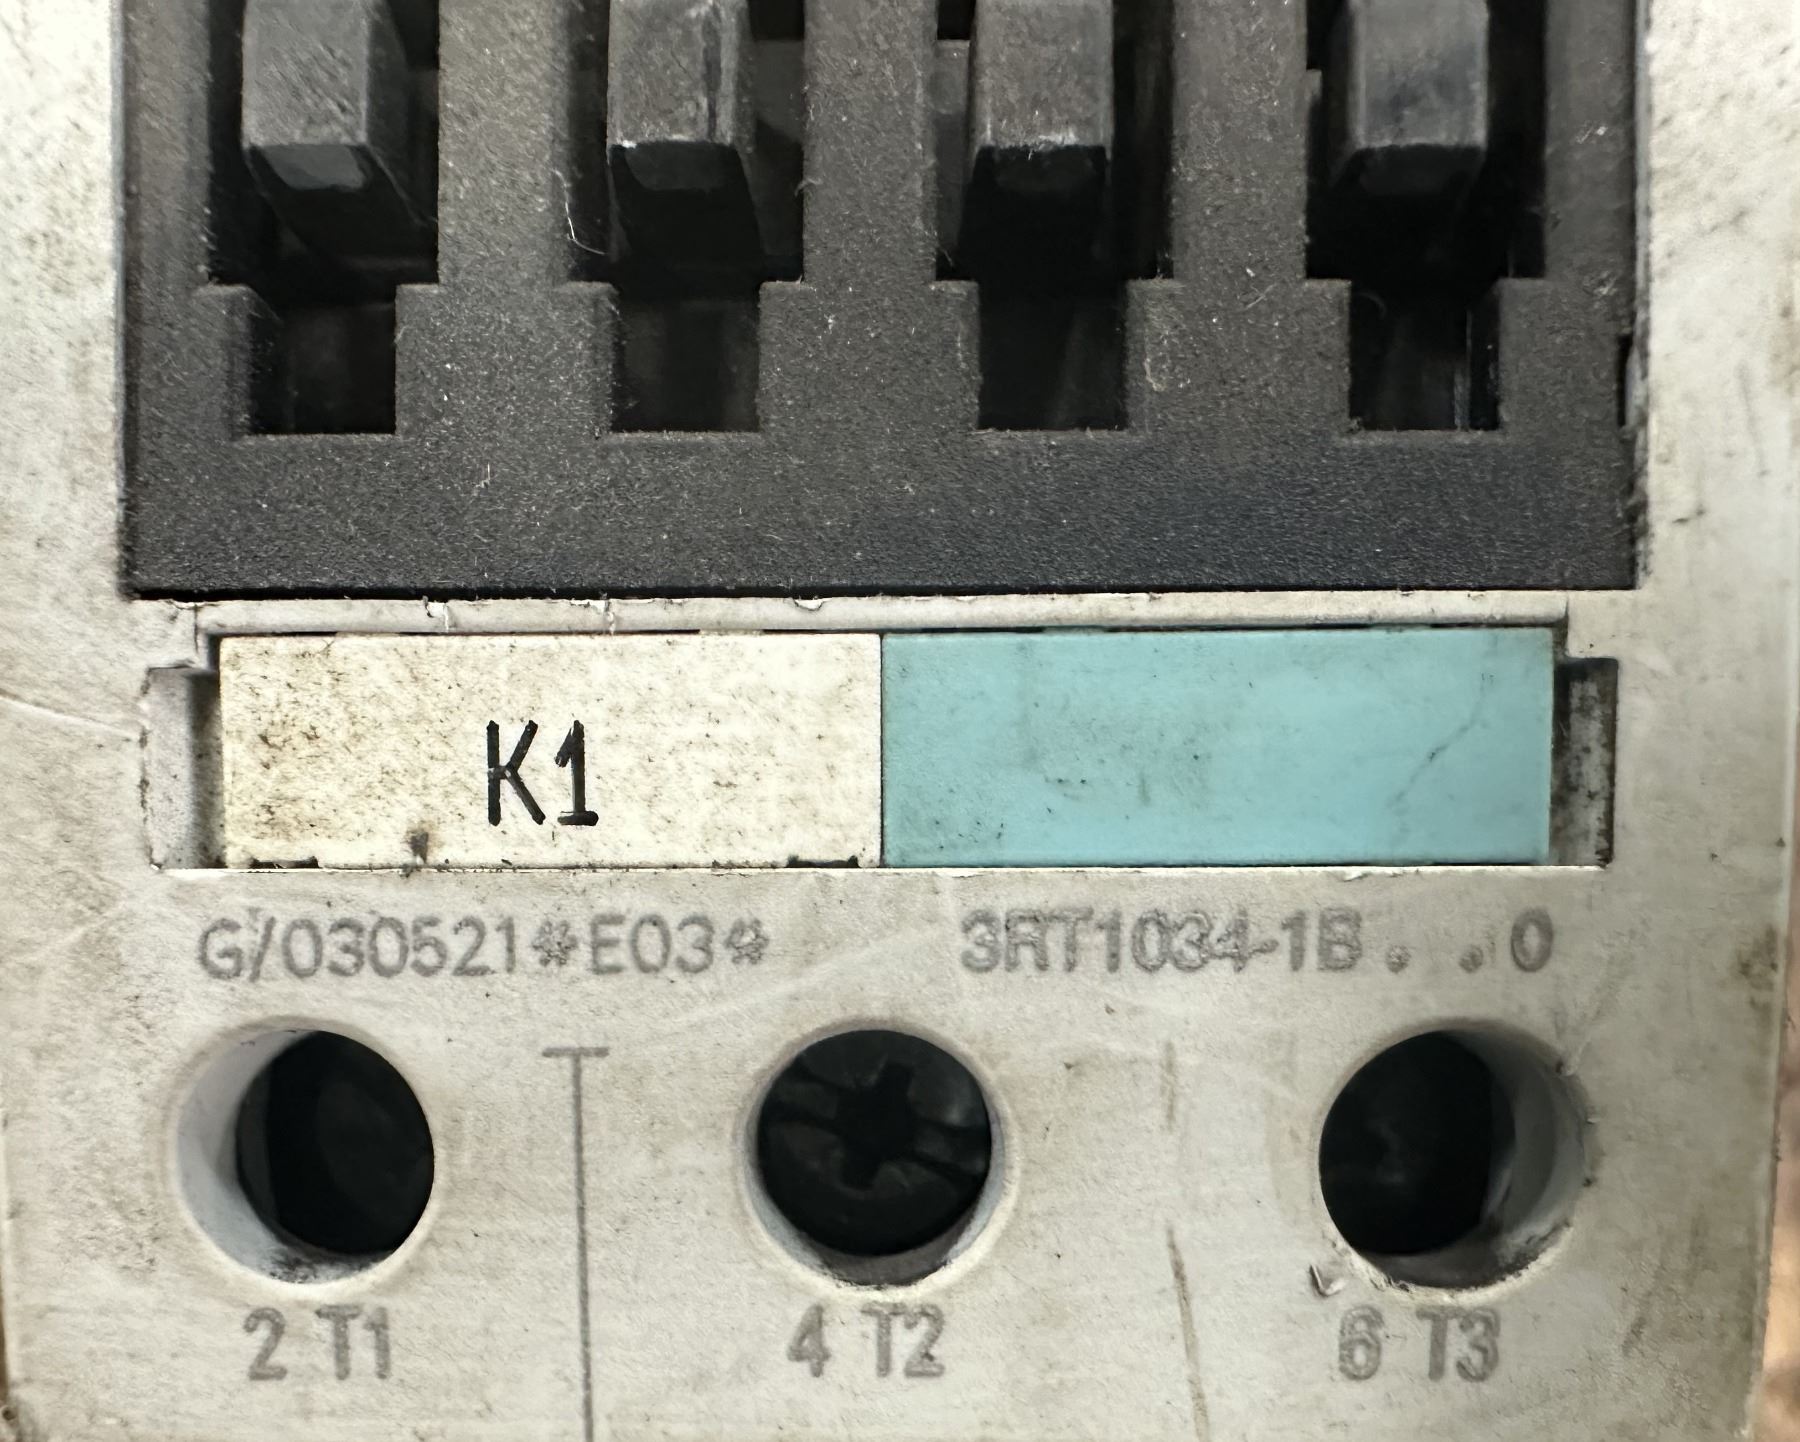 K1
G/030521*E03* 3RT1034-1B. .0
2 T1 4 T2 6 T3